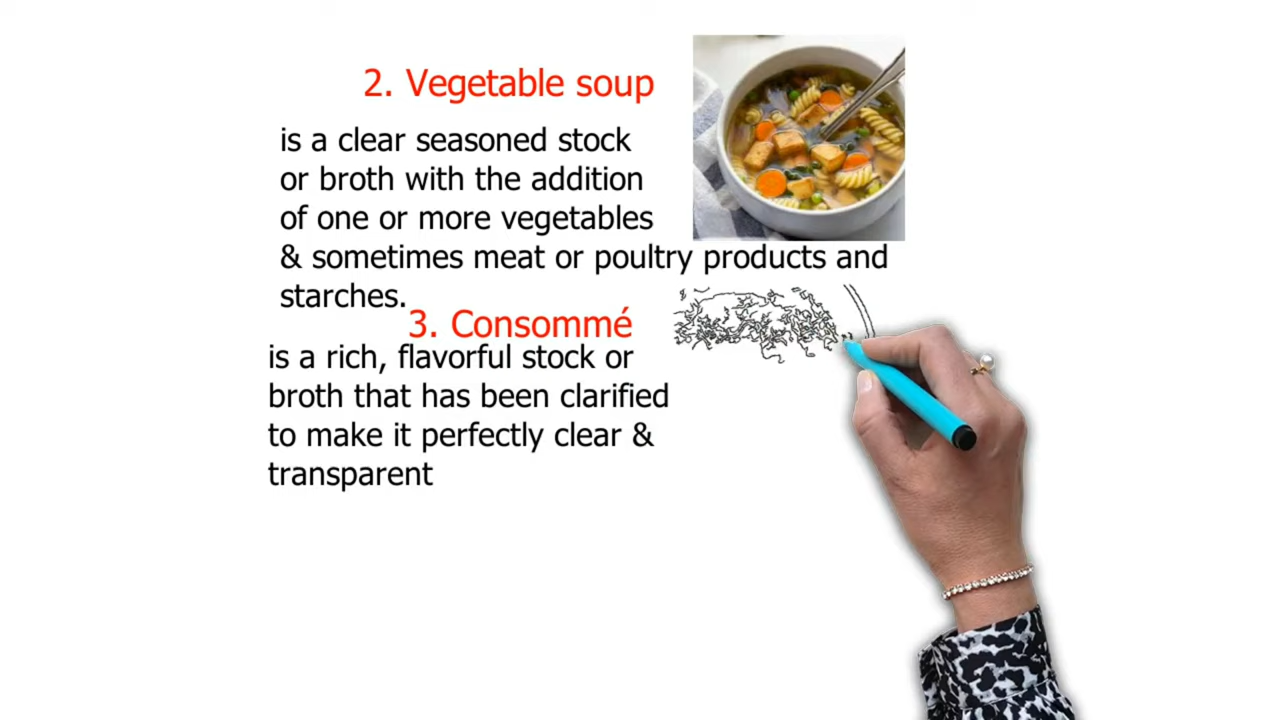 2. Vegetable soup
is a clear seasoned stock
or broth with the addition
of one or more vegetables
& sometimes meat or poultry products and
starches.
3. Consommé
is a rich, flavorful stock or
broth that has been clarified
to make it perfectly clear &
transparent